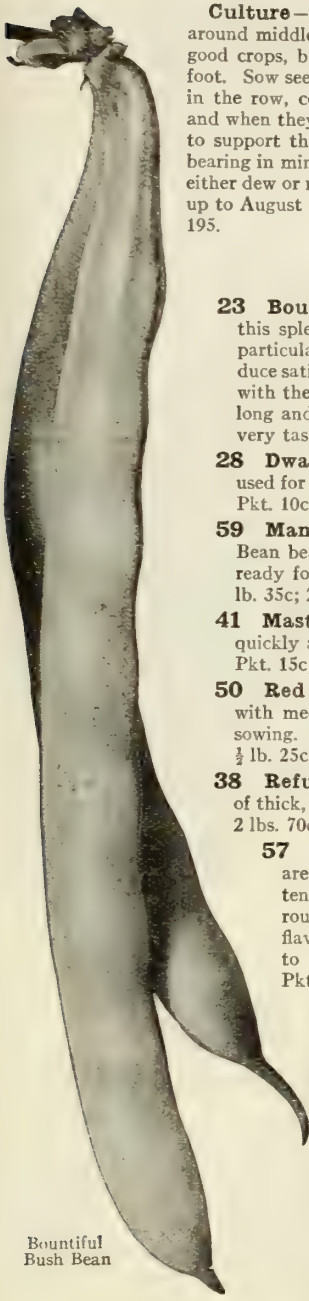 Culture–
around middle
good crops, b
foot. Sow see
in the row, c
and when they
to support th
bearing in min
either dew or r
up to August
195.
23 Bou
this sple
particula
duce sati
with the
long and
very tas
28 Dwa
used for
Pkt. 10c
59 Man
Bean bea
ready fo
lb. 35c; 2
41 Mast
quickly a
Pkt. 15c
50 Red
with me
sowing.
½ lb. 25c
38 Refu
of thick,
2 lbs. 70c
57
are
ten
rou
flav
to
Pkt
Bountiful
Bush Bean